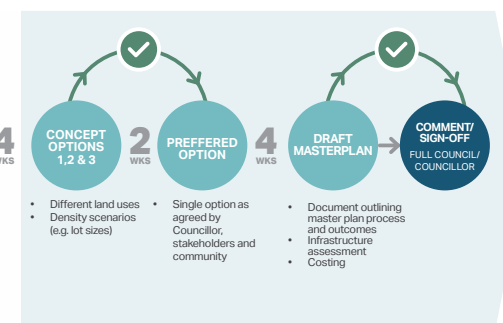 4
WKS
CONCEPT
OPTIONS
1,2 & 3
2
WKS
PREFFERED
OPTION
4
WKS
DRAFT
MASTERPLAN
COMMENT/
SIGN-OFF
FULL COUNCIL/
COUNCILLOR
• Different land uses
• Density scenarios
(e.g. lot sizes)
• Single option as
agreed by
Councillor,
stakeholders and
community
• Document outlining
master plan process
and outcomes
• Infrastructure
assessment
• Costing